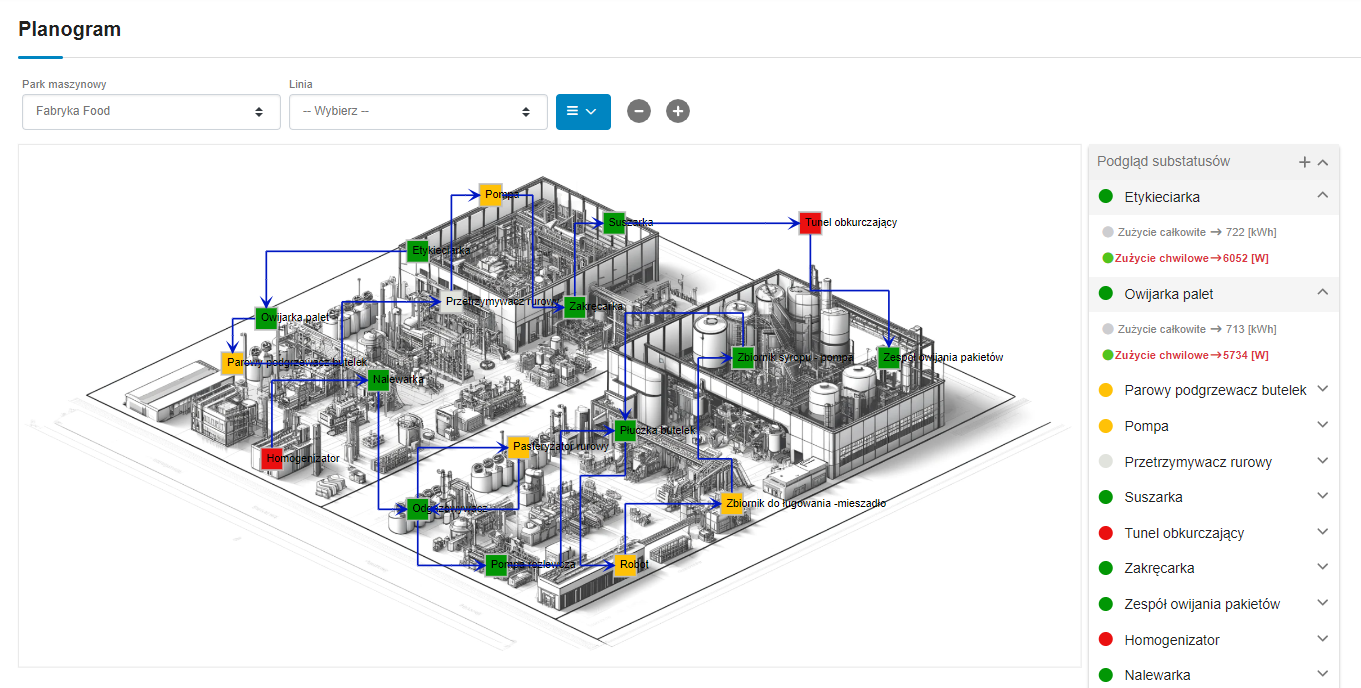 Planogram
Park maszynowy
Linia
Fabryka Food
-- Wybierz --
Podgląd substatusów
Etykieciarka
Zużycie całkowite → 722 [kWh]
Zużycie chwilowe→6052 [W]
Owijarka palet
Zużycie całkowite → 713 [kWh]
Zużycie chwilowe→5734 [W]
Parowy podgrzewacz butelek
Pompa
Przetrzymywacz rurowy
Suszarka
Tunel obkurczający
Zakręcarka
Zespół owijania pakietów
Homogenizator
Nalewarka
Pompa
Suszarka
Tunel obkurczający
Etykieciarka
Przetrzymywacz rurowy
Zakręcarka
Owijarka palet
Parowy podgrzewacz butelek
Zbiornik syropu - pompa
Zespół owijania pakietów
Nalewarka
Płuczka butelek
Pasteryzator rurowy
Homogenizator
Zbiornik do ługowania -mieszadło
Odgazowywacz
Pompa rozlewcza
Robot